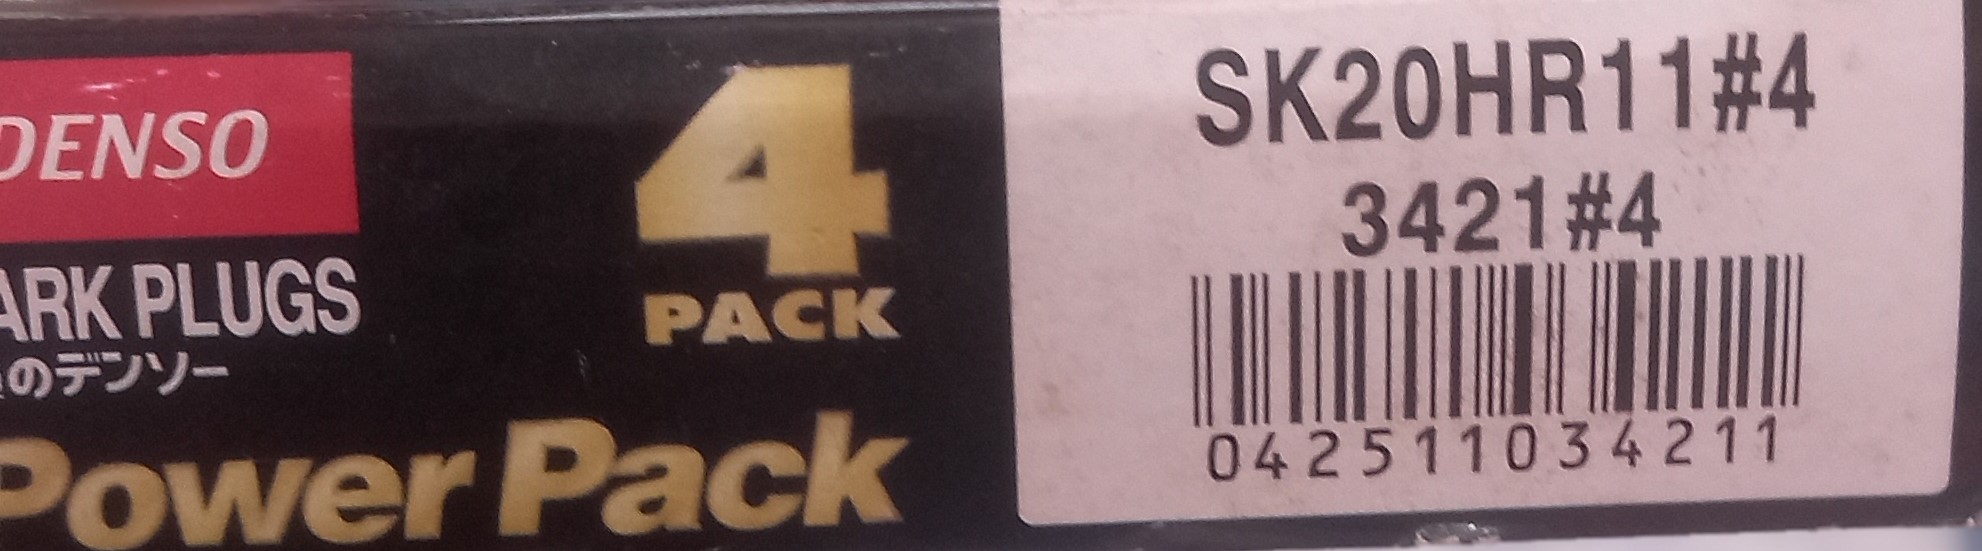 DENSO
ARK PLUGS
のデンソー
4
PACK
Power Pack
SK20HR11#4
3421#4
042511034211